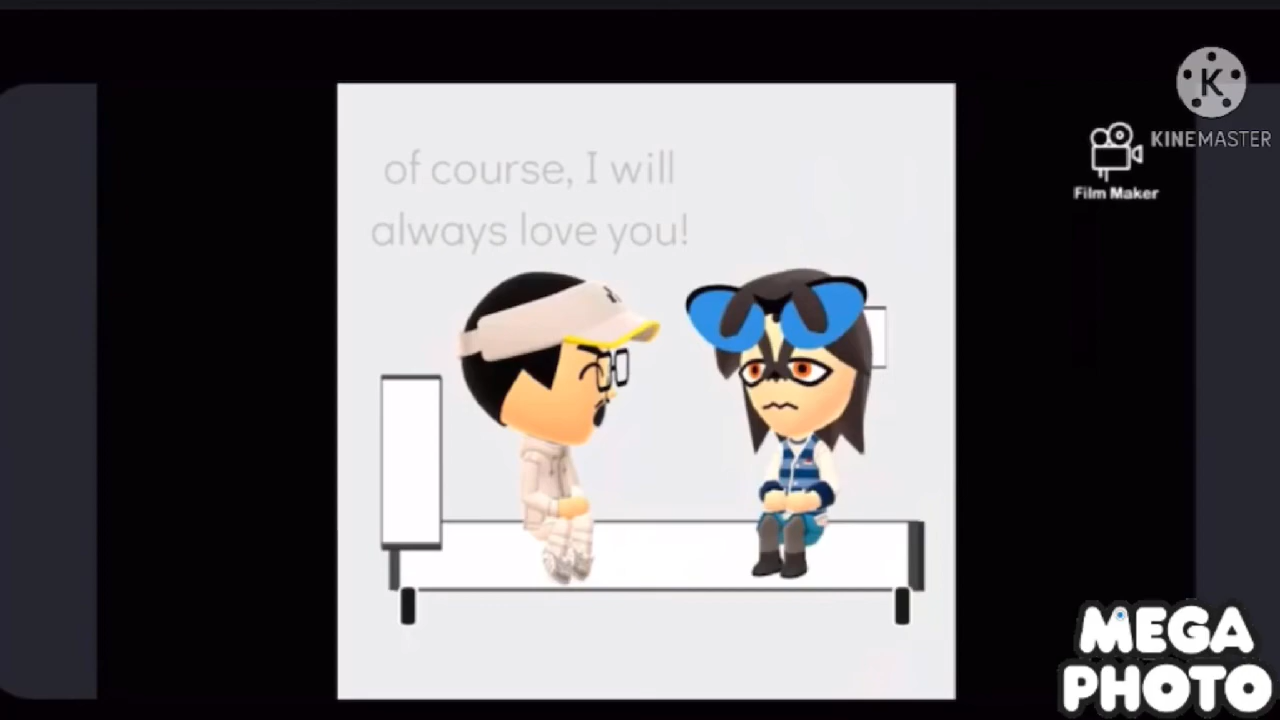 of course, I will
always love you!
K
KINEMASTER
Film Maker
MEGA
PHOTO